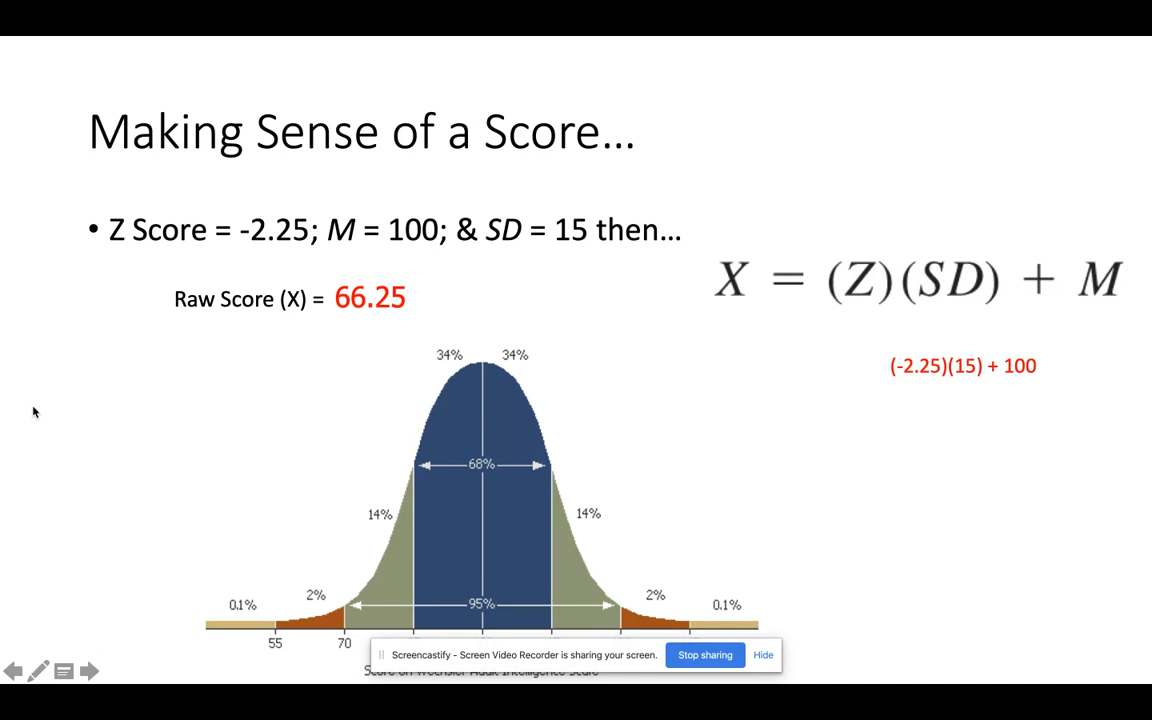 Making Sense of a Score...
• Z Score = -2.25; M = 100; & SD = 15 then...
X = (Z)(SD) + M
Raw Score (X) = 66.25
(-2.25)(15) + 100
34% 34%
68%
14% 14%
2% 2%
0.1% 95% 0.1%
55 70
Screencastify - Screen Video Recorder is sharing your screen. Stop sharing Hide